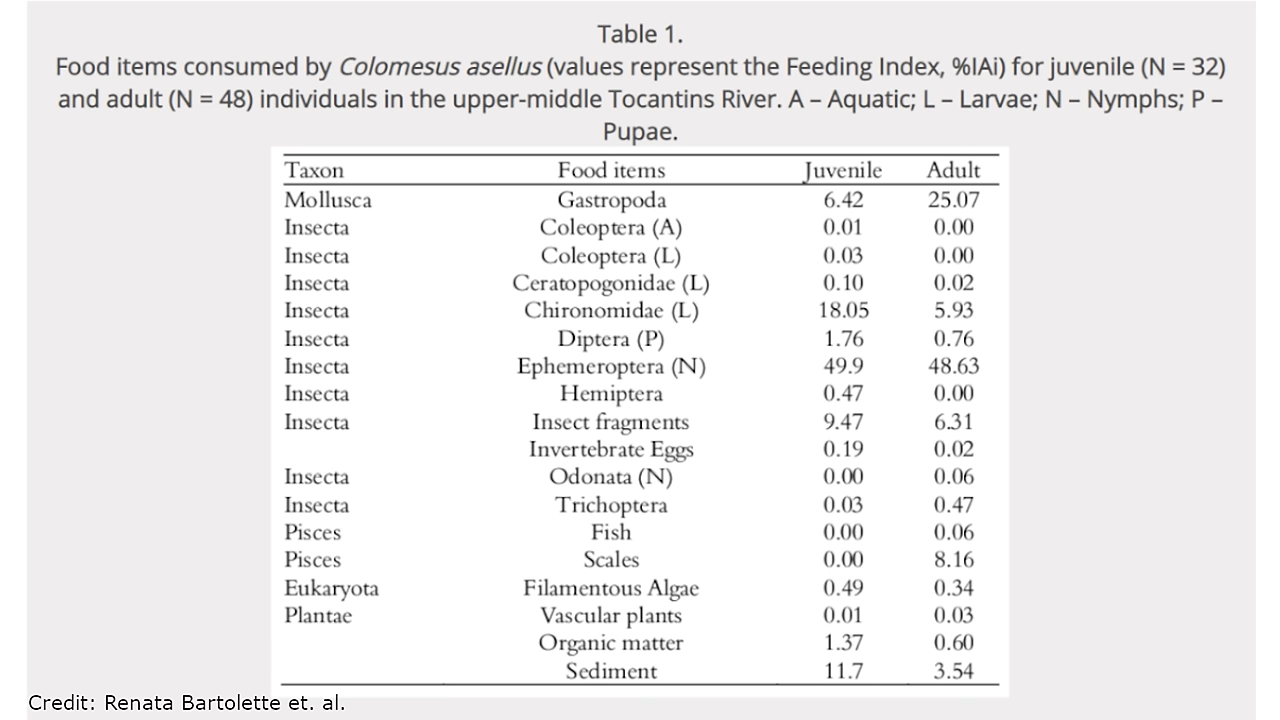 Table 1.
Food items consumed by Colomesus asellus (values represent the Feeding Index, %IAi) for juvenile (N = 32)
and adult (N = 48) individuals in the upper-middle Tocantins River. A – Aquatic; L – Larvae; N – Nymphs; P –
Pupae.
Taxon Food items Juvenile Adult
Mollusca Gastropoda 6.42 25.07
Insecta Coleoptera (A) 0.01 0.00
Insecta Coleoptera (L) 0.03 0.00
Insecta Ceratopogonidae (L) 0.10 0.02
Insecta Chironomidae (L) 18.05 5.93
Insecta Diptera (P) 1.76 0.76
Insecta Ephemeroptera (N) 49.9 48.63
Insecta Hemiptera 0.47 0.00
Insecta Insect fragments 9.47 6.31
Invertebrate Eggs 0.19 0.02
Insecta Odonata (N) 0.00 0.06
Insecta Trichoptera 0.03 0.47
Pisces Fish 0.00 0.06
Pisces Scales 0.00 8.16
Eukaryota Filamentous Algae 0.49 0.34
Plantae Vascular plants 0.01 0.03
Organic matter 1.37 0.60
Sediment 11.7 3.54
Credit: Renata Bartolette et. al.